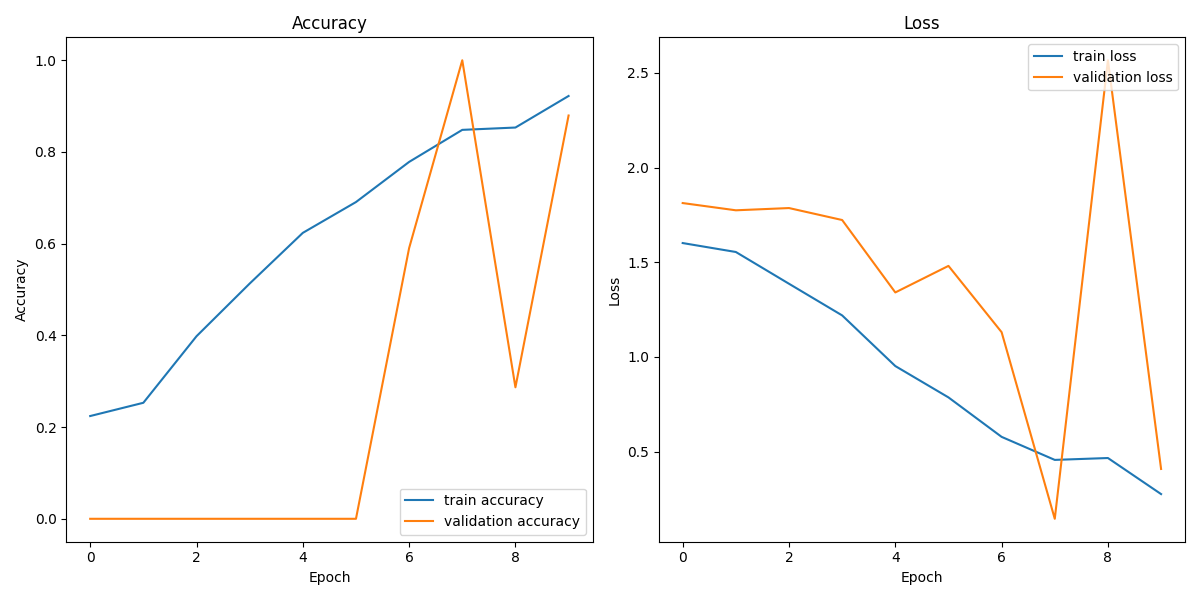 Accuracy
1.0
0.8
0.6
0.4
0.2
0.0
Accuracy
train accuracy
validation accuracy
0 2 4 6 8
Epoch
Loss
2.5
2.0
1.5
1.0
0.5
Loss
train loss
validation loss
0 2 4 6 8
Epoch